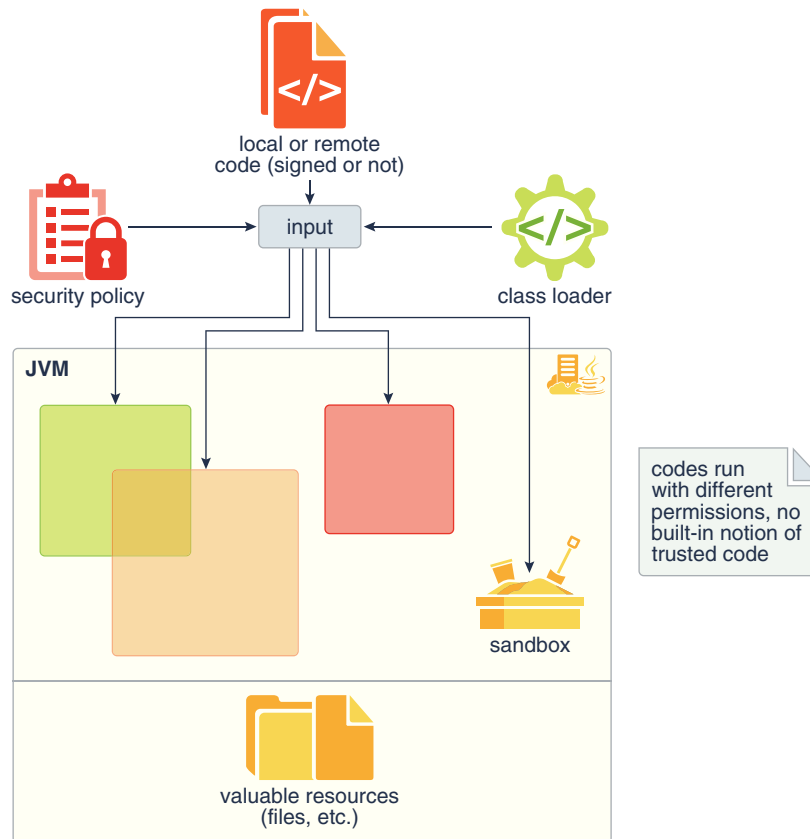 </>
local or remote
code (signed or not)
input
</>
security policy
class loader
JVM
codes run
with different
permissions, no
built-in notion of
trusted code
sandbox
valuable resources
(files, etc.)